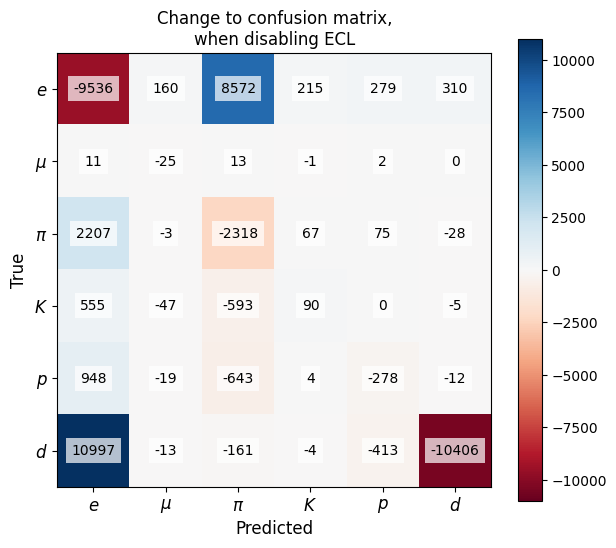 Change to confusion matrix,
when disabling ECL
e -9536 160 8572 215 279 310
μ 11 -25 13 -1 2 0
π 2207 -3 -2318 67 75 -28
K 555 -47 -593 90 0 -5
p 948 -19 -643 4 -278 -12
d 10997 -13 -161 -4 -413 -10406
e μ π K p d
True
Predicted
10000
7500
5000
2500
0
−2500
−5000
−7500
−10000